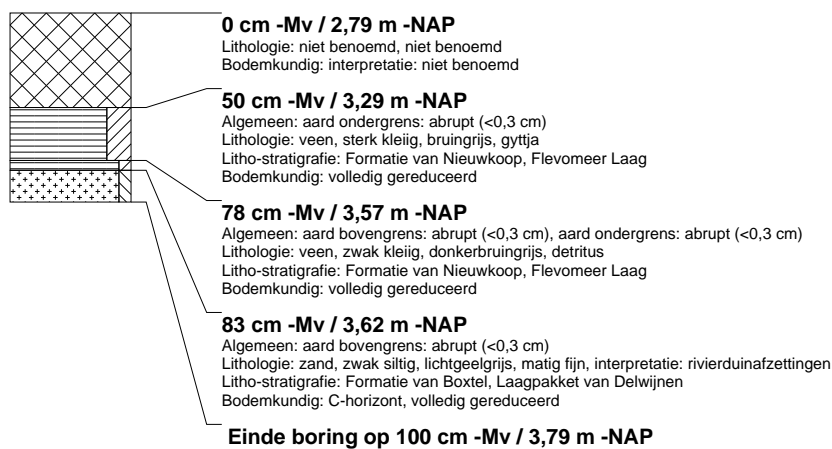 0 cm -Mv / 2,79 m -NAP
Lithologie: niet benoemd, niet benoemd
Bodemkundig: interpretatie: niet benoemd
50 cm -Mv / 3,29 m -NAP
Algemeen: aard ondergrens: abrupt (<0,3 cm)
Lithologie: veen, sterk kleiig, bruingrijs, gyttja
Litho-stratigrafie: Formatie van Nieuwkoop, Flevomeer Laag
Bodemkundig: volledig gereduceerd
78 cm -Mv / 3,57 m -NAP
Algemeen: aard bovengrens: abrupt (<0,3 cm), aard ondergrens: abrupt (<0,3 cm)
Lithologie: veen, zwak kleiig, donkerbruingrijs, detritus
Litho-stratigrafie: Formatie van Nieuwkoop, Flevomeer Laag
Bodemkundig: volledig gereduceerd
83 cm -Mv / 3,62 m -NAP
Algemeen: aard bovengrens: abrupt (<0,3 cm)
Lithologie: zand, zwak siltig, lichtgeelgrijs, matig fijn, interpretatie: rivierduinafzettingen
Litho-stratigrafie: Formatie van Boxtel, Laagpakket van Delwijnen
Bodemkundig: C-horizont, volledig gereduceerd
Einde boring op 100 cm -Mv / 3,79 m -NAP